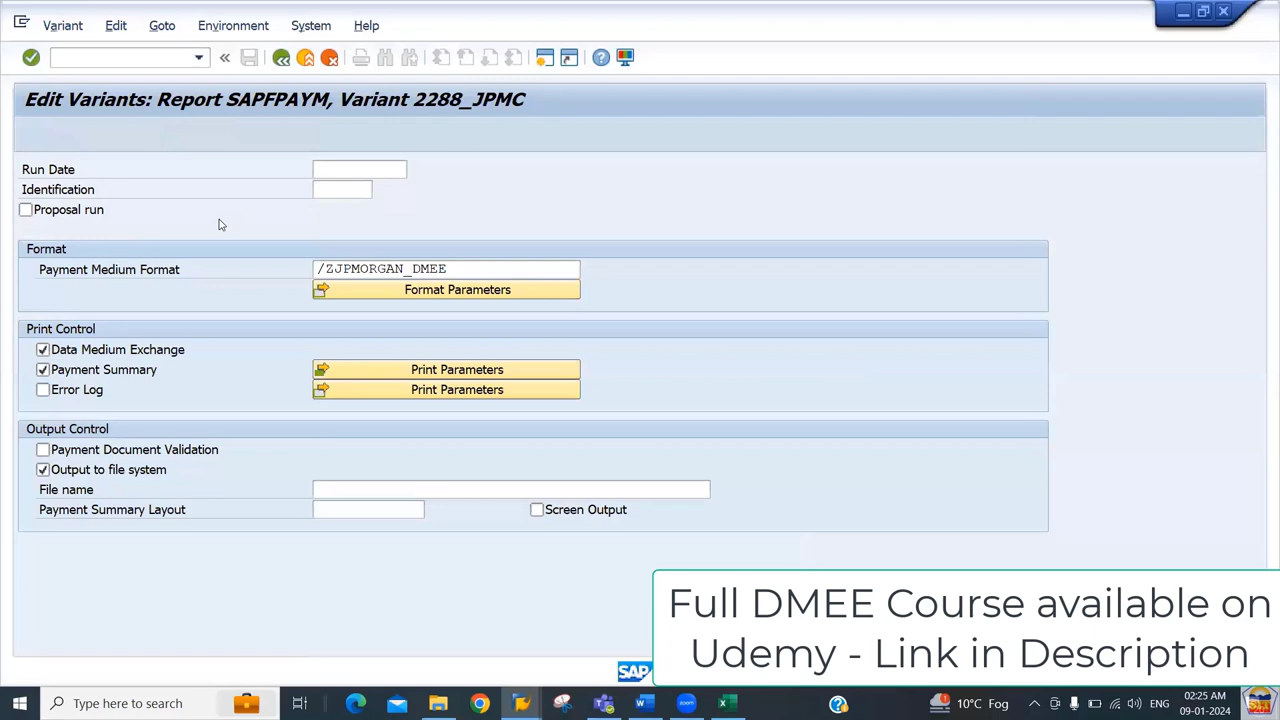 Variant Edit Goto Environment System Help
Edit Variants: Report SAPFPAYM, Variant 2288_JPMC
Run Date
Identification
Proposal run
Format
Payment Medium Format /ZJPMORGAN_DMEE
Format Parameters
Print Control
Data Medium Exchange
Payment Summary Print Parameters
Error Log Print Parameters
Output Control
Payment Document Validation
Output to file system
File name
Payment Summary Layout Screen Output
Full DMEE Course available on
Udemy - Link in Description
SAP
Type here to search 10°C Fog ENG 02:25 AM
09-01-2024